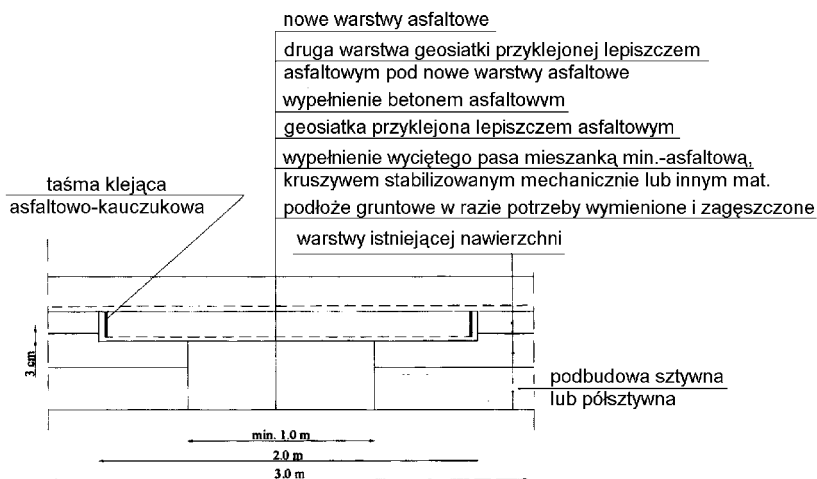 nowe warstwy asfaltowe
druga warstwa geosiatki przyklejonej lepiszczem
asfaltowym pod nowe warstwy asfaltowe
wypełnienie betonem asfaltowym
geosiatka przyklejona lepiszczem asfaltowym
wypełnienie wyciętego pasa mieszanką min.-asfaltową,
kruszywem stabilizowanym mechanicznie lub innym mat.
podłoże gruntowe w razie potrzeby wymienione i zagęszczone
warstwy istniejącej nawierzchni
taśma klejąca
asfaltowo-kauczukowa
3 cm
podbudowa sztywna
lub półsztywna
min. 1.0 m
2.0 m
3.0 m